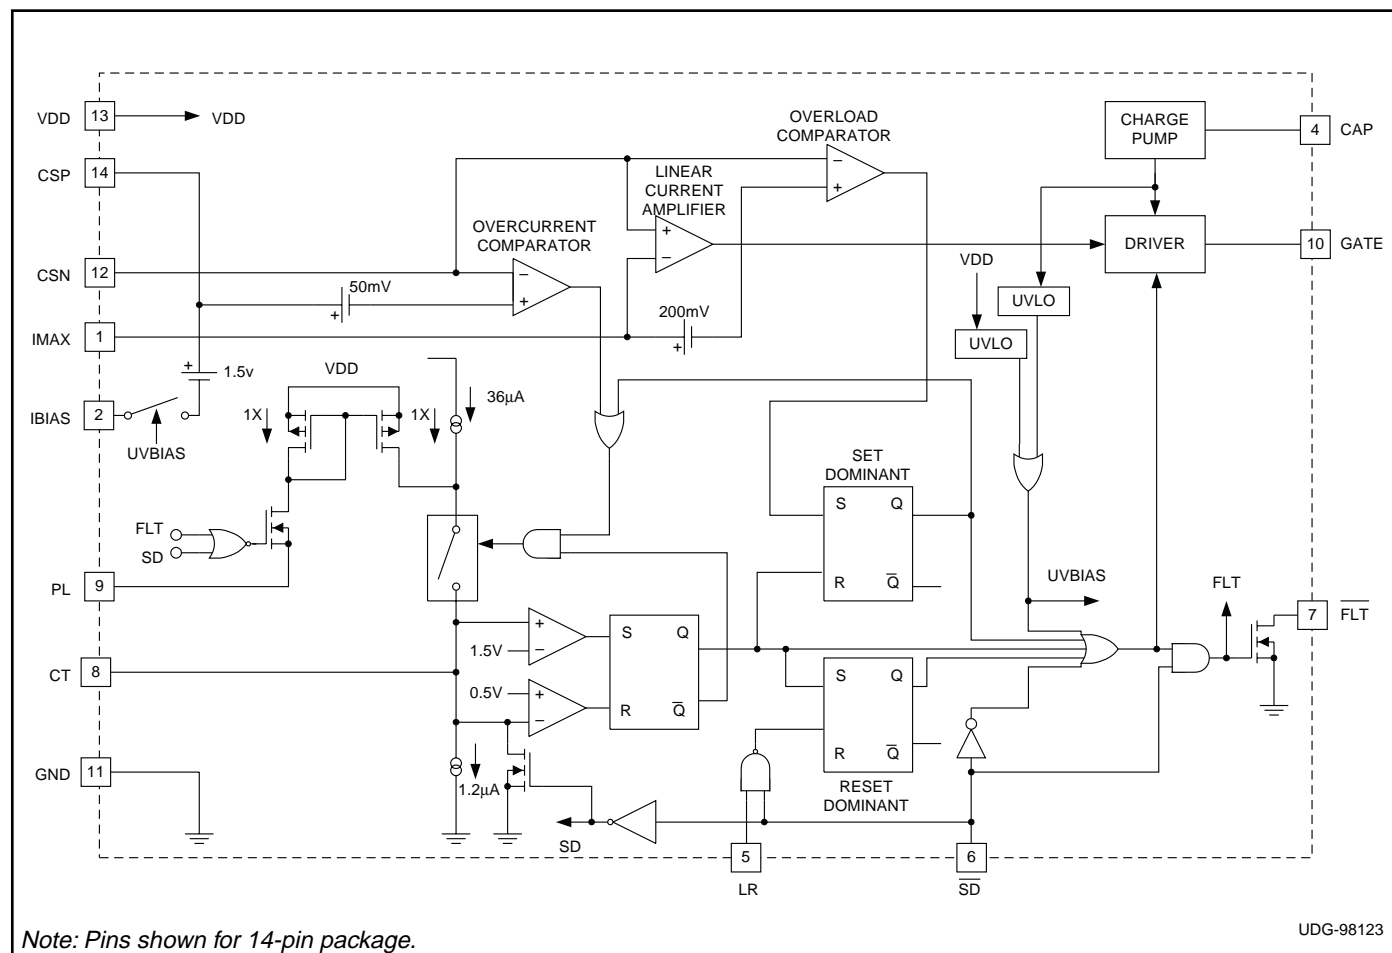 VDD
13
VDD
CSP
14
CSN
12
IMAX
1
IBIAS
2
PL
9
CT
8
GND
11
4
CAP
10
GATE
7
FLT
5
LR
6
SD
OVERLOAD
COMPARATOR
−
+
LINEAR
CURRENT
AMPLIFIER
+
−
OVERCURRENT
COMPARATOR
−
+
50mV
+
200mV
+
+
1.5v
UVBIAS
CHARGE
PUMP
DRIVER
VDD
UVLO
UVLO
VDD
1X
1X
36µA
FLT
SD
+
−
1.5V
0.5V
+
−
S
Q
R
Q
SET
DOMINANT
S
Q
R
Q
S
Q
R
Q
RESET
DOMINANT
UVBIAS
FLT
1.2µA
SD
Note: Pins shown for 14-pin package.
UDG-98123